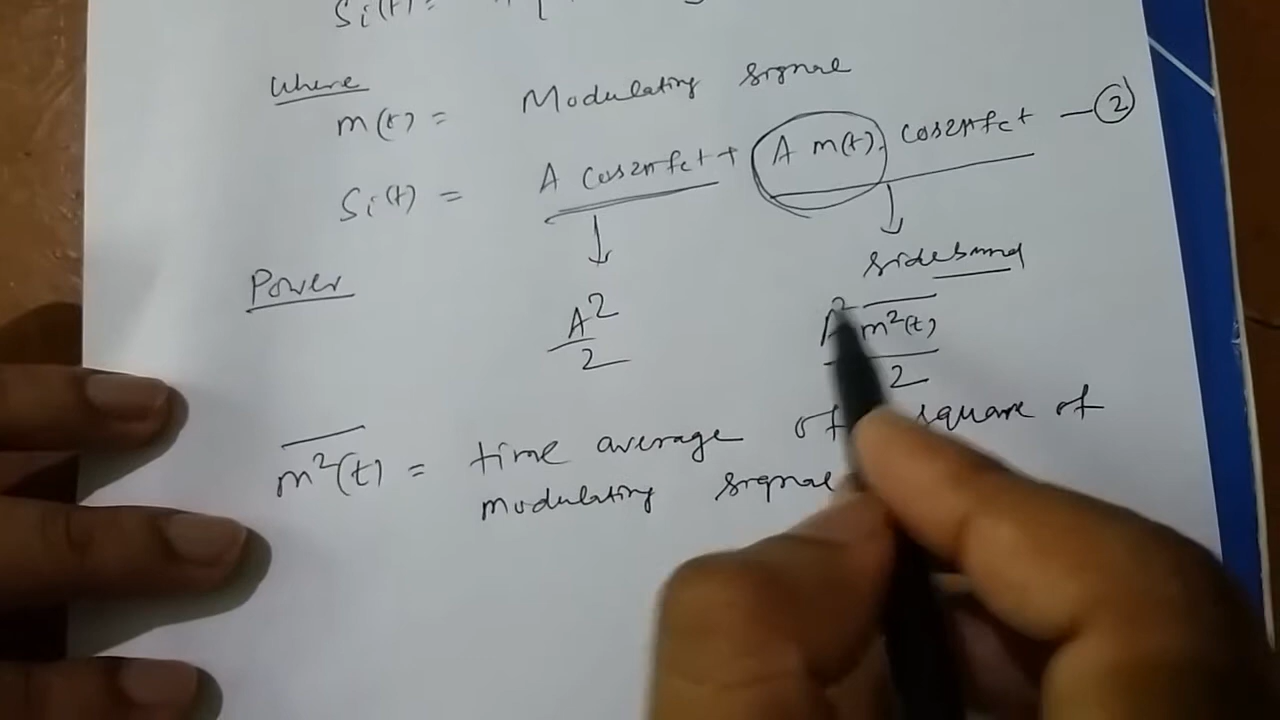 Si(t) =
Where
m(t) = Modulating signal
Si(t) = A cos2πfct + A m(t). cos2πfct — 2
sideband
Power A²/2 A² m²(t)/2
m²(t) = time average of square of
modulating signal